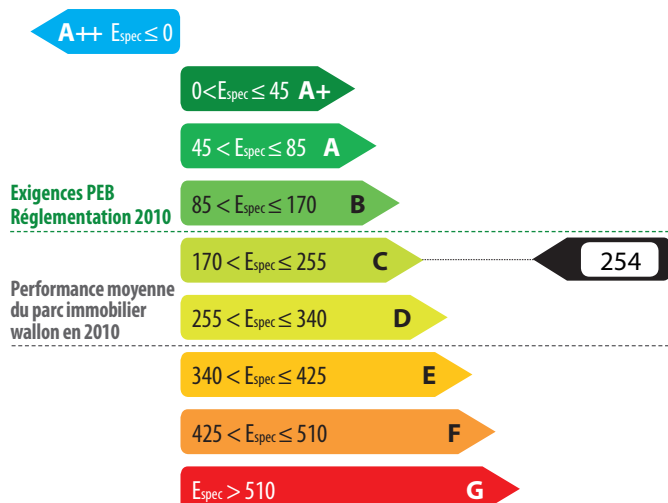 A++ Espec ≤ 0
0<Espec ≤ 45 A+
45 < Espec ≤ 85 A
Exigences PEB
Réglementation 2010
85 < Espec ≤ 170 B
170 < Espec ≤ 255 C
254
Performance moyenne
du parc immobilier
wallon en 2010
255 < Espec ≤ 340 D
340 < Espec ≤ 425 E
425 < Espec ≤ 510 F
Espec > 510 G